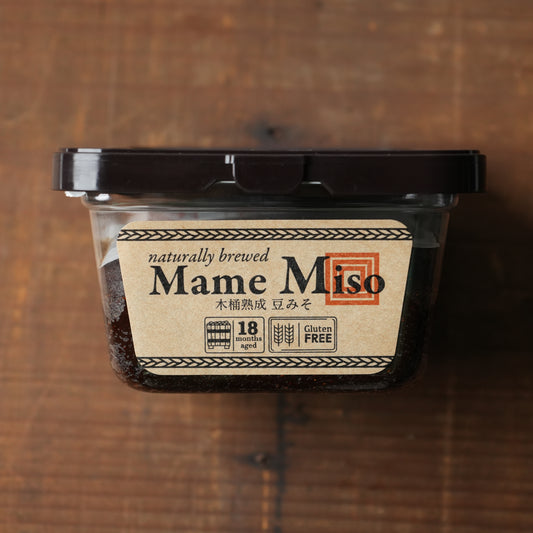 naturally brewed
Mame Miso
木桶熟成 豆みそ
18
months
aged
Gluten
FREE